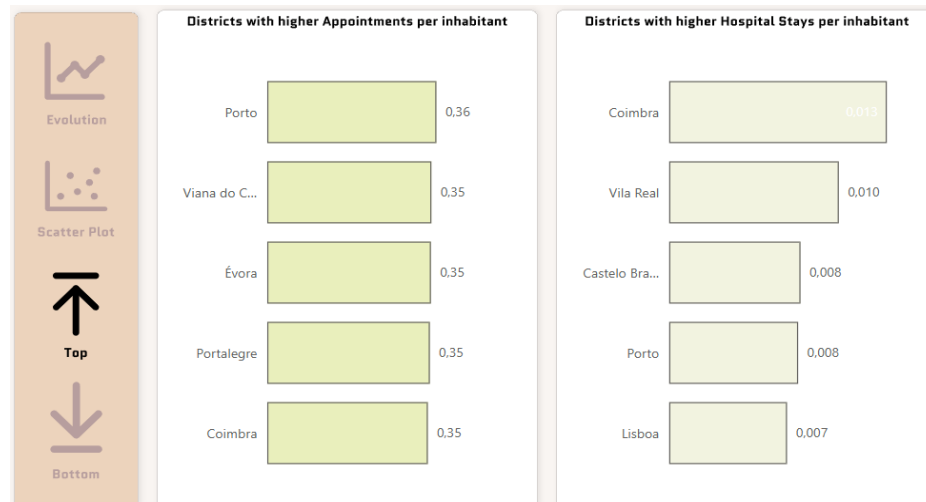 Districts with higher Appointments per inhabitant
Porto 0,36
Viana do C... 0,35
Évora 0,35
Portalegre 0,35
Coimbra 0,35
Districts with higher Hospital Stays per inhabitant
Coimbra 0,013
Vila Real 0,010
Castelo Bra... 0,008
Porto 0,008
Lisboa 0,007
Evolution
Scatter Plot
Top
Bottom